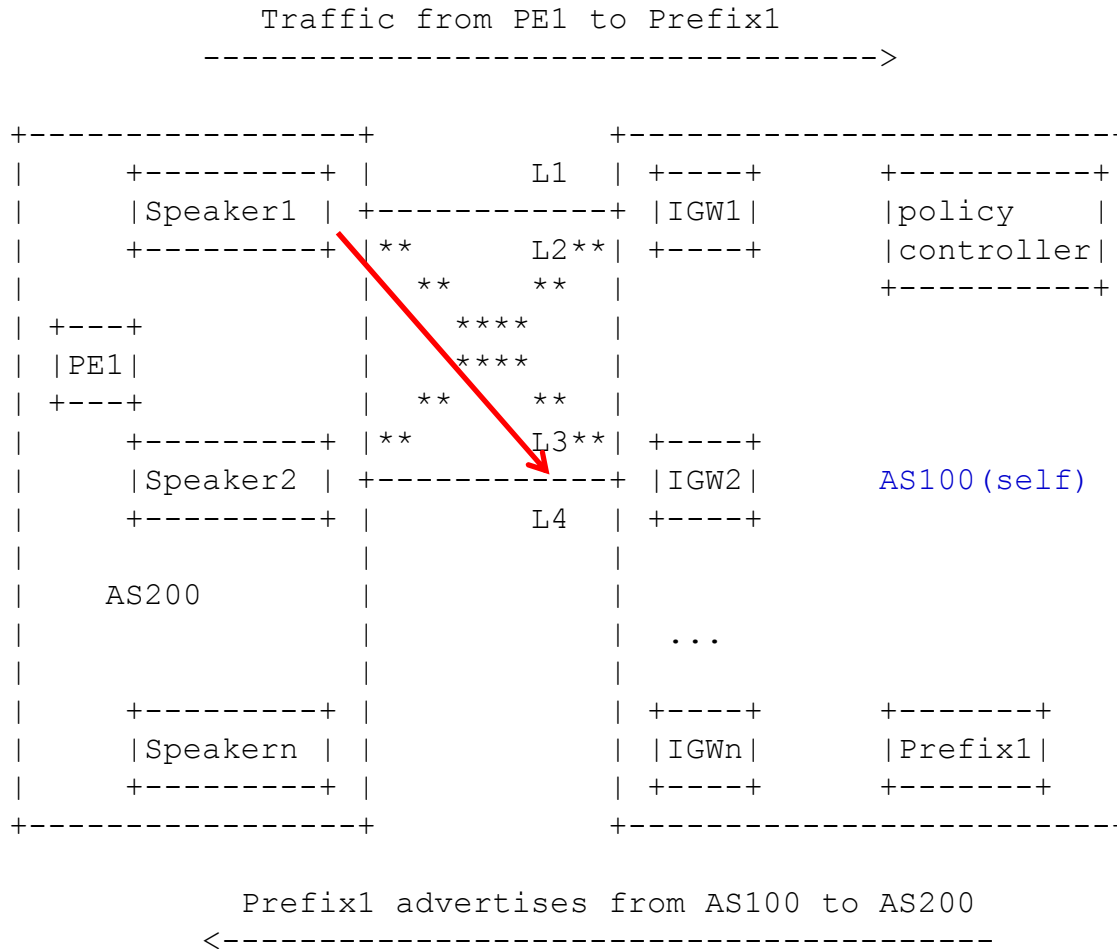 Traffic from PE1 to Prefix1
L1
Speaker1 IGW1 policy
L2 controller
PE1
L3
Speaker2 IGW2 AS100(self)
L4
AS200
...
Speakern IGWn Prefix1
Prefix1 advertises from AS100 to AS200